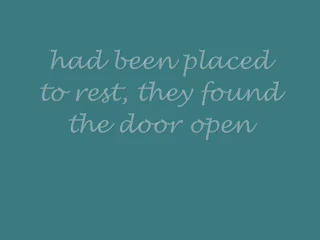 had been placed
to rest, they found
the door open